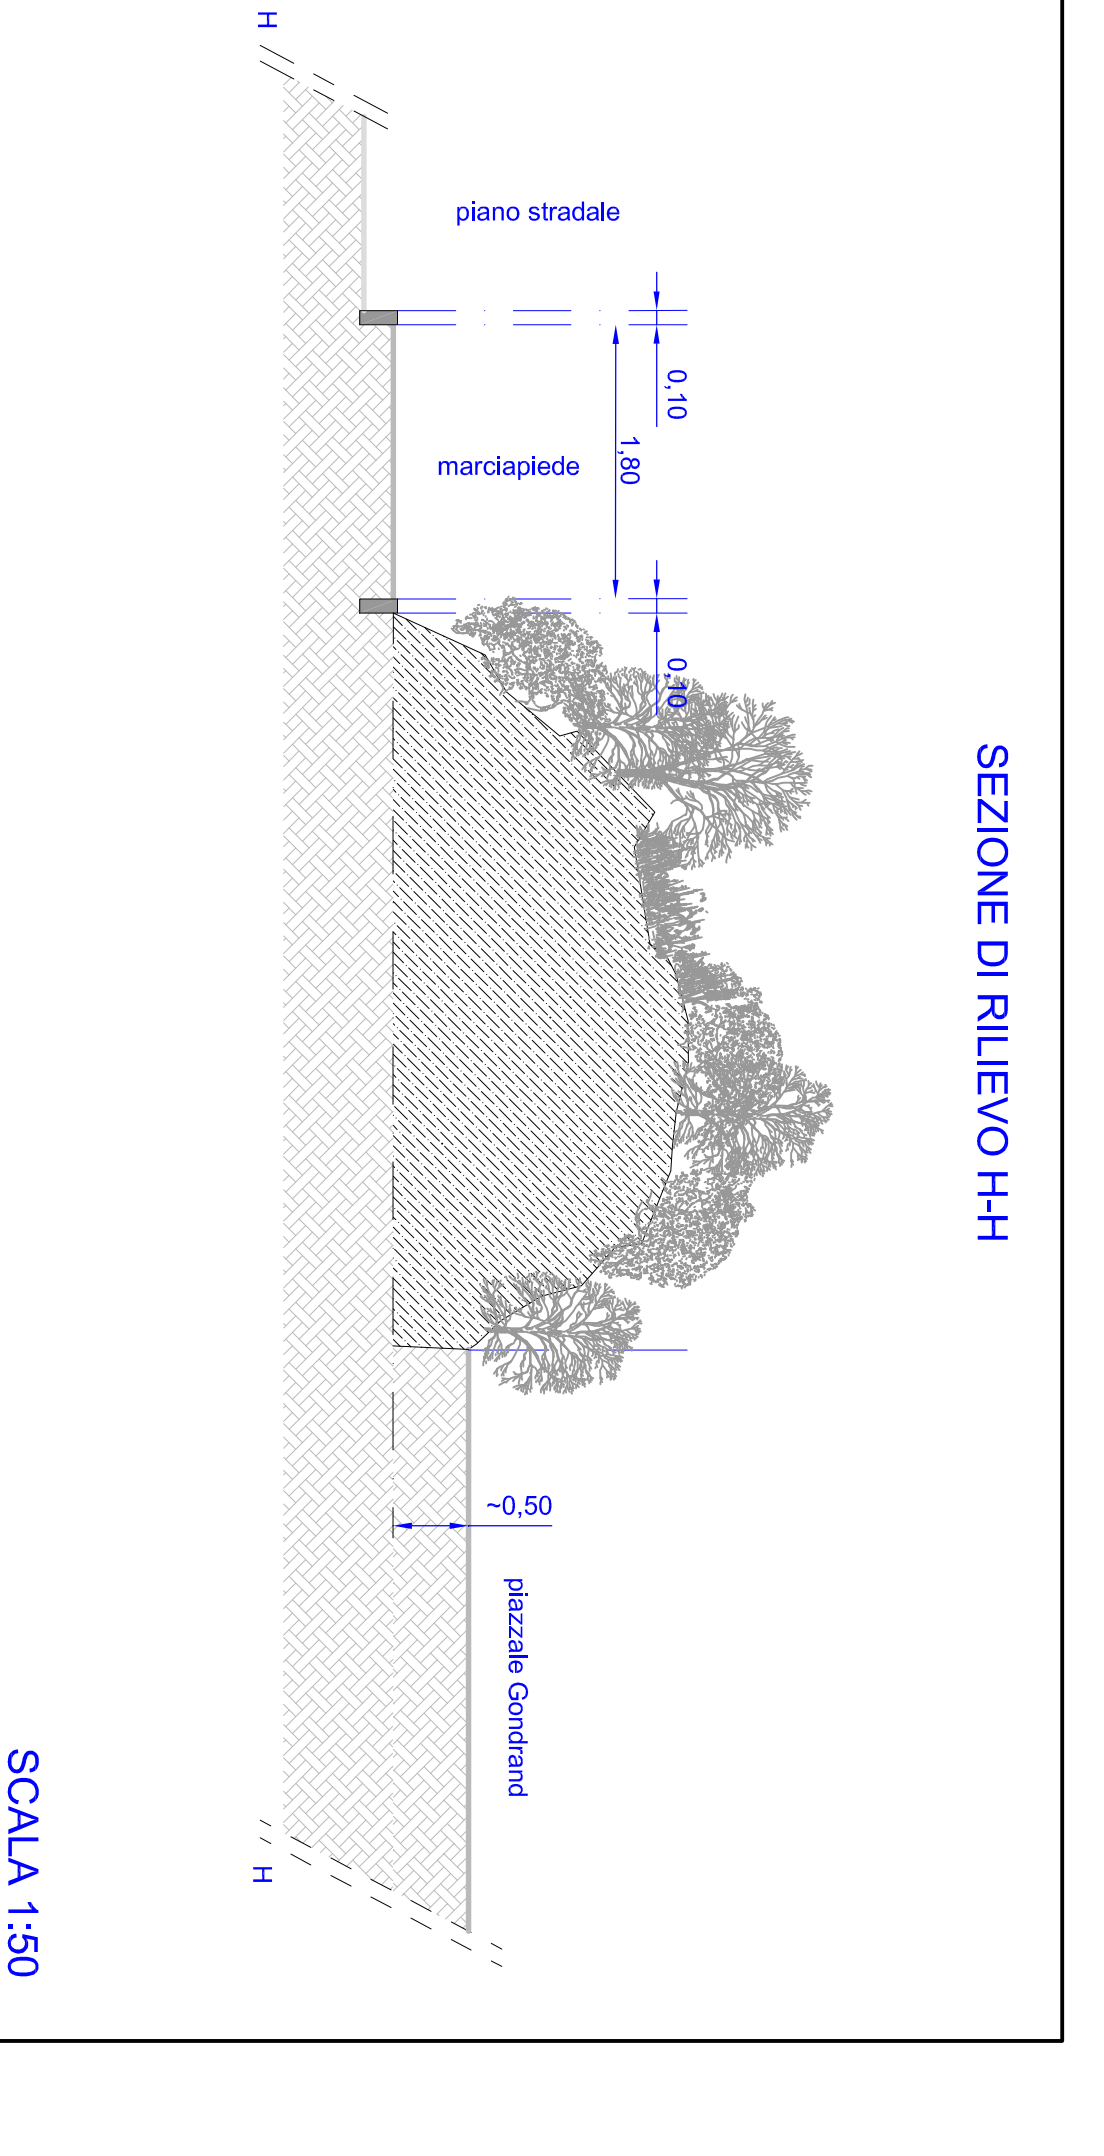 SEZIONE DI RILIEVO H-H
0,10
0,10
1,80
piano stradale
marciapiede
~0,50
piazzale Gondrand
H
H
SCALA 1:50